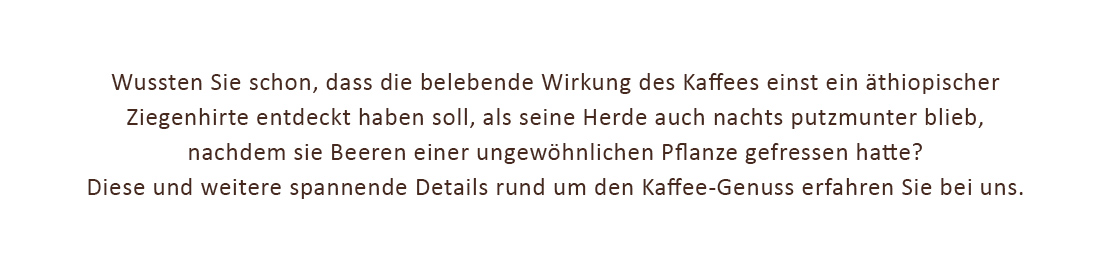 Wussten Sie schon, dass die belebende Wirkung des Kaffees einst ein äthiopischer
Ziegenhirte entdeckt haben soll, als seine Herde auch nachts putzmunter blieb,
nachdem sie Beeren einer ungewöhnlichen Pflanze gefressen hatte?
Diese und weitere spannende Details rund um den Kaffee-Genuss erfahren Sie bei uns.